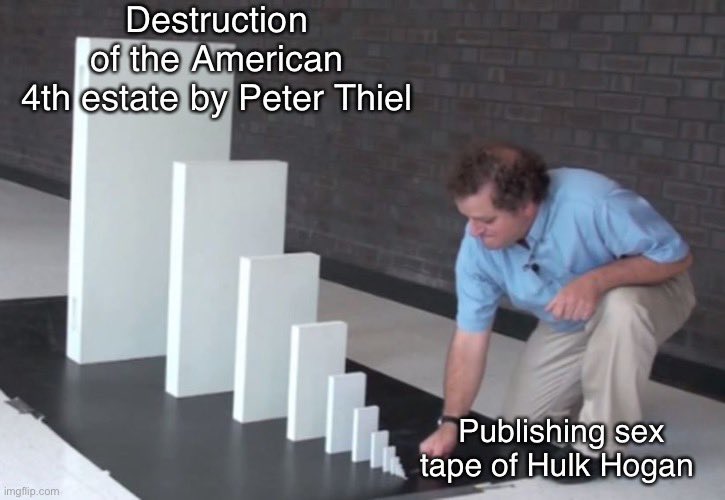 Destruction
of the American
4th estate by Peter Thiel
Publishing sex
tape of Hulk Hogan
imgflip.com